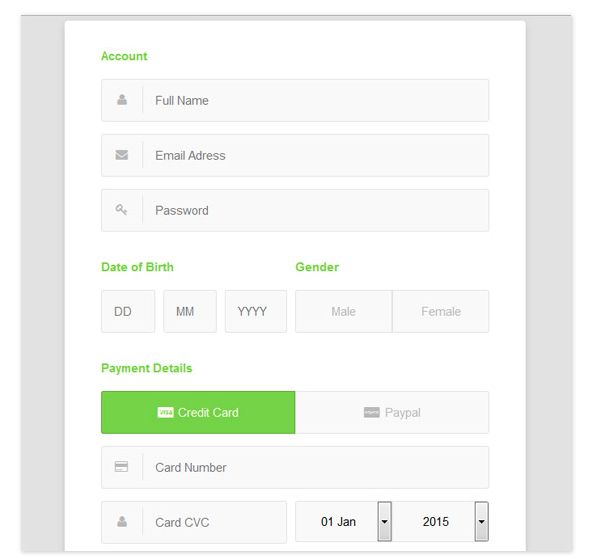 Account
Full Name
Email Adress
Password
Date of Birth
Gender
DD
MM
YYYY
Male
Female
Payment Details
VISA
Credit Card
Paypal
Card Number
Card CVC
01 Jan
2015